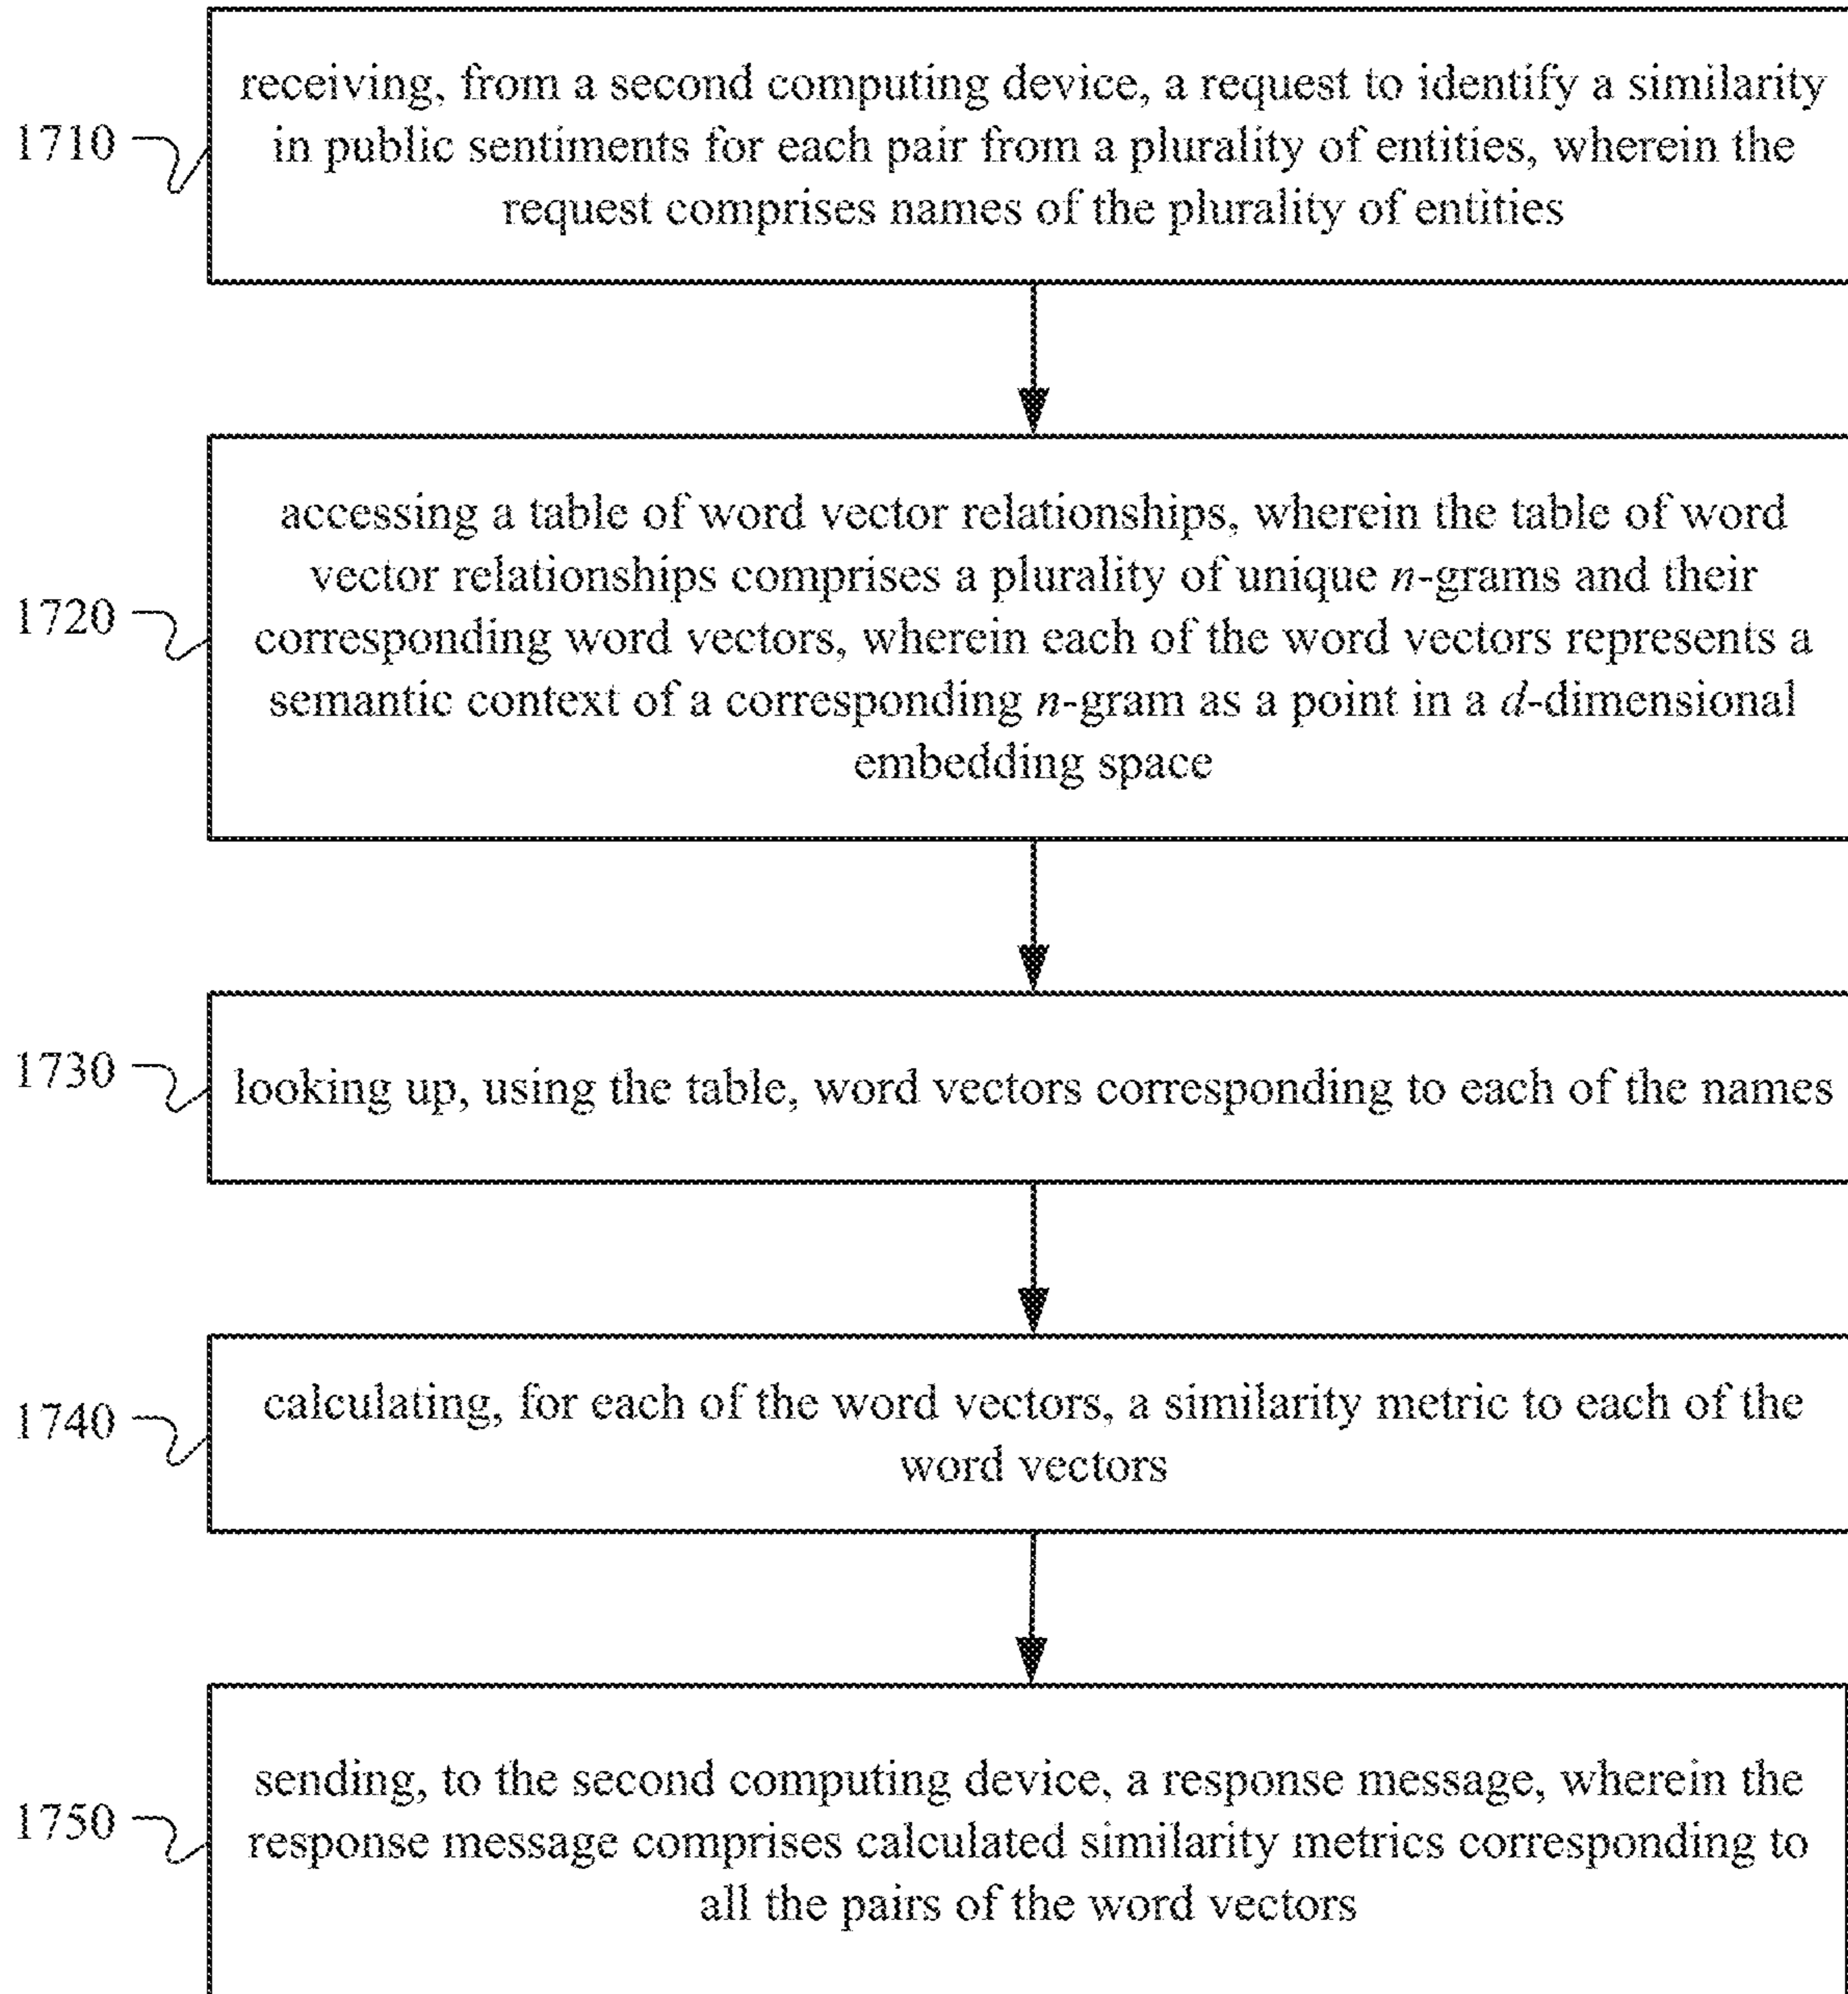 receiving, from a second computing device, a request to identify a similarity
1710
in public sentiments for each pair from a plurality of entities, wherein the
request comprises names of the plurality of entities
accessing a table of word vector relationships, wherein the table of word
vector relationships comprises a plurality of unique n-grams and their
1720
corresponding word vectors, wherein each of the word vectors represents a
semantic context of a corresponding n-gram as a point in a d-dimensional
embedding space
1730
looking up, using the table, word vectors corresponding to each of the names
calculating, for each of the word vectors, a similarity metric to each of the
1740
word vectors
sending, to the second computing device, a response message, wherein the
1750
response message comprises calculated similarity metrics corresponding to
all the pairs of the word vectors